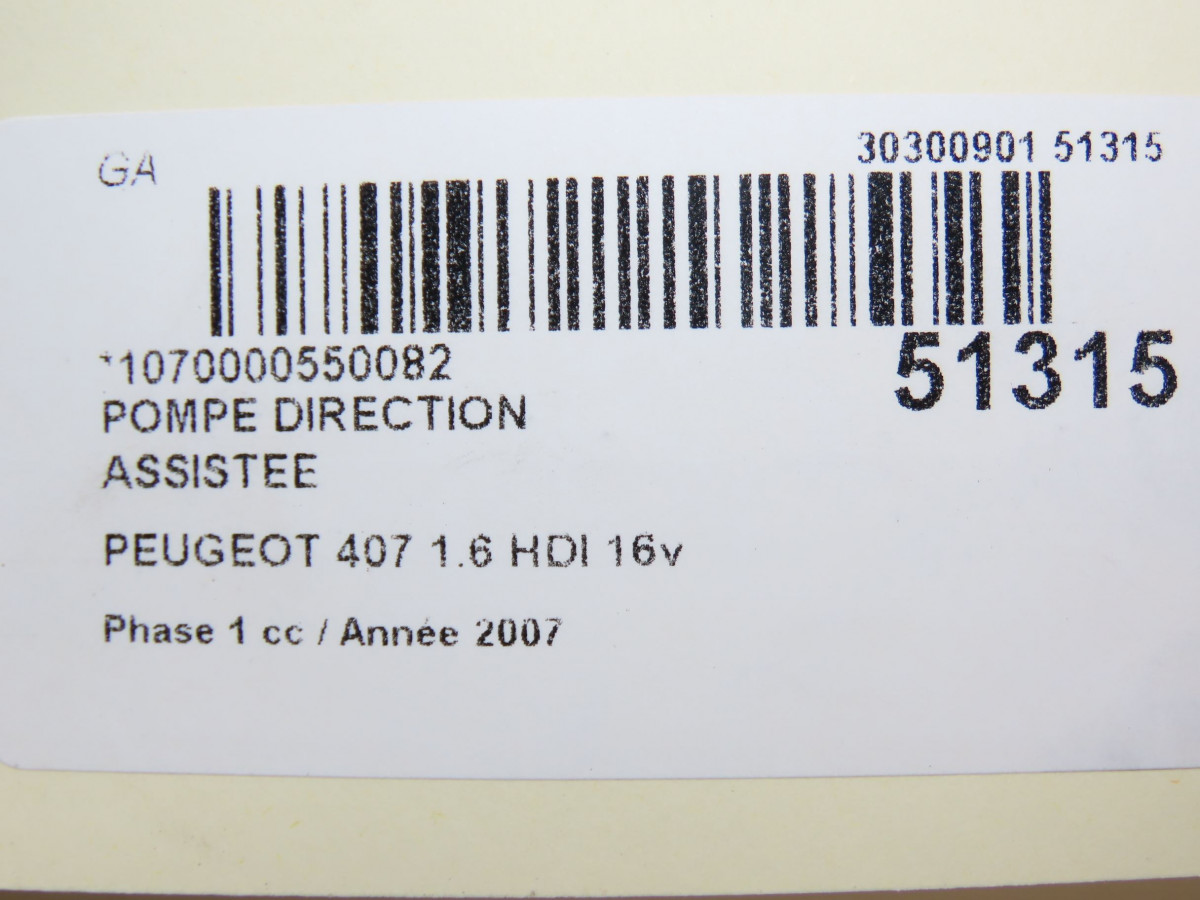 GA
30300901 51315
*1070000550082
51315
POMPE DIRECTION
ASSISTEE
PEUGEOT 407 1.6 HDI 16v
Phase 1 cc / Année 2007